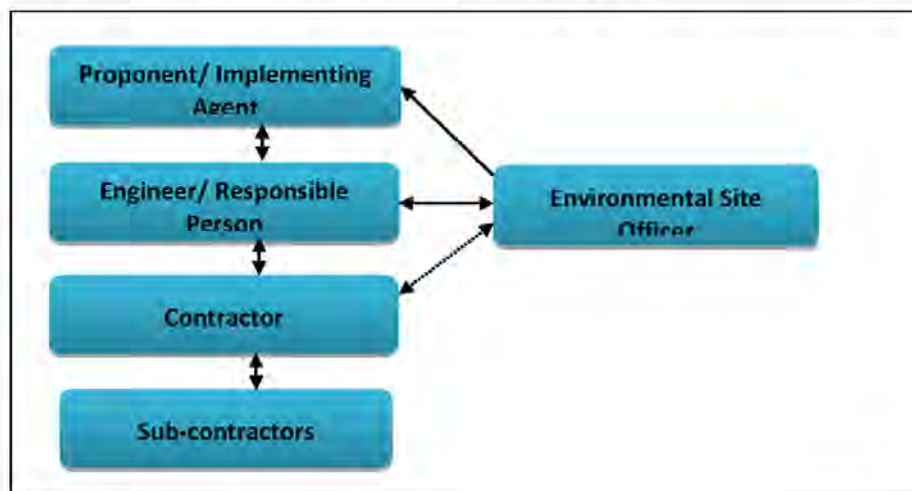 Proponent/ Implementing
Agent
Engineer/ Responsible
Person
Environmental Site
Officer
Contractor
Sub-contractors